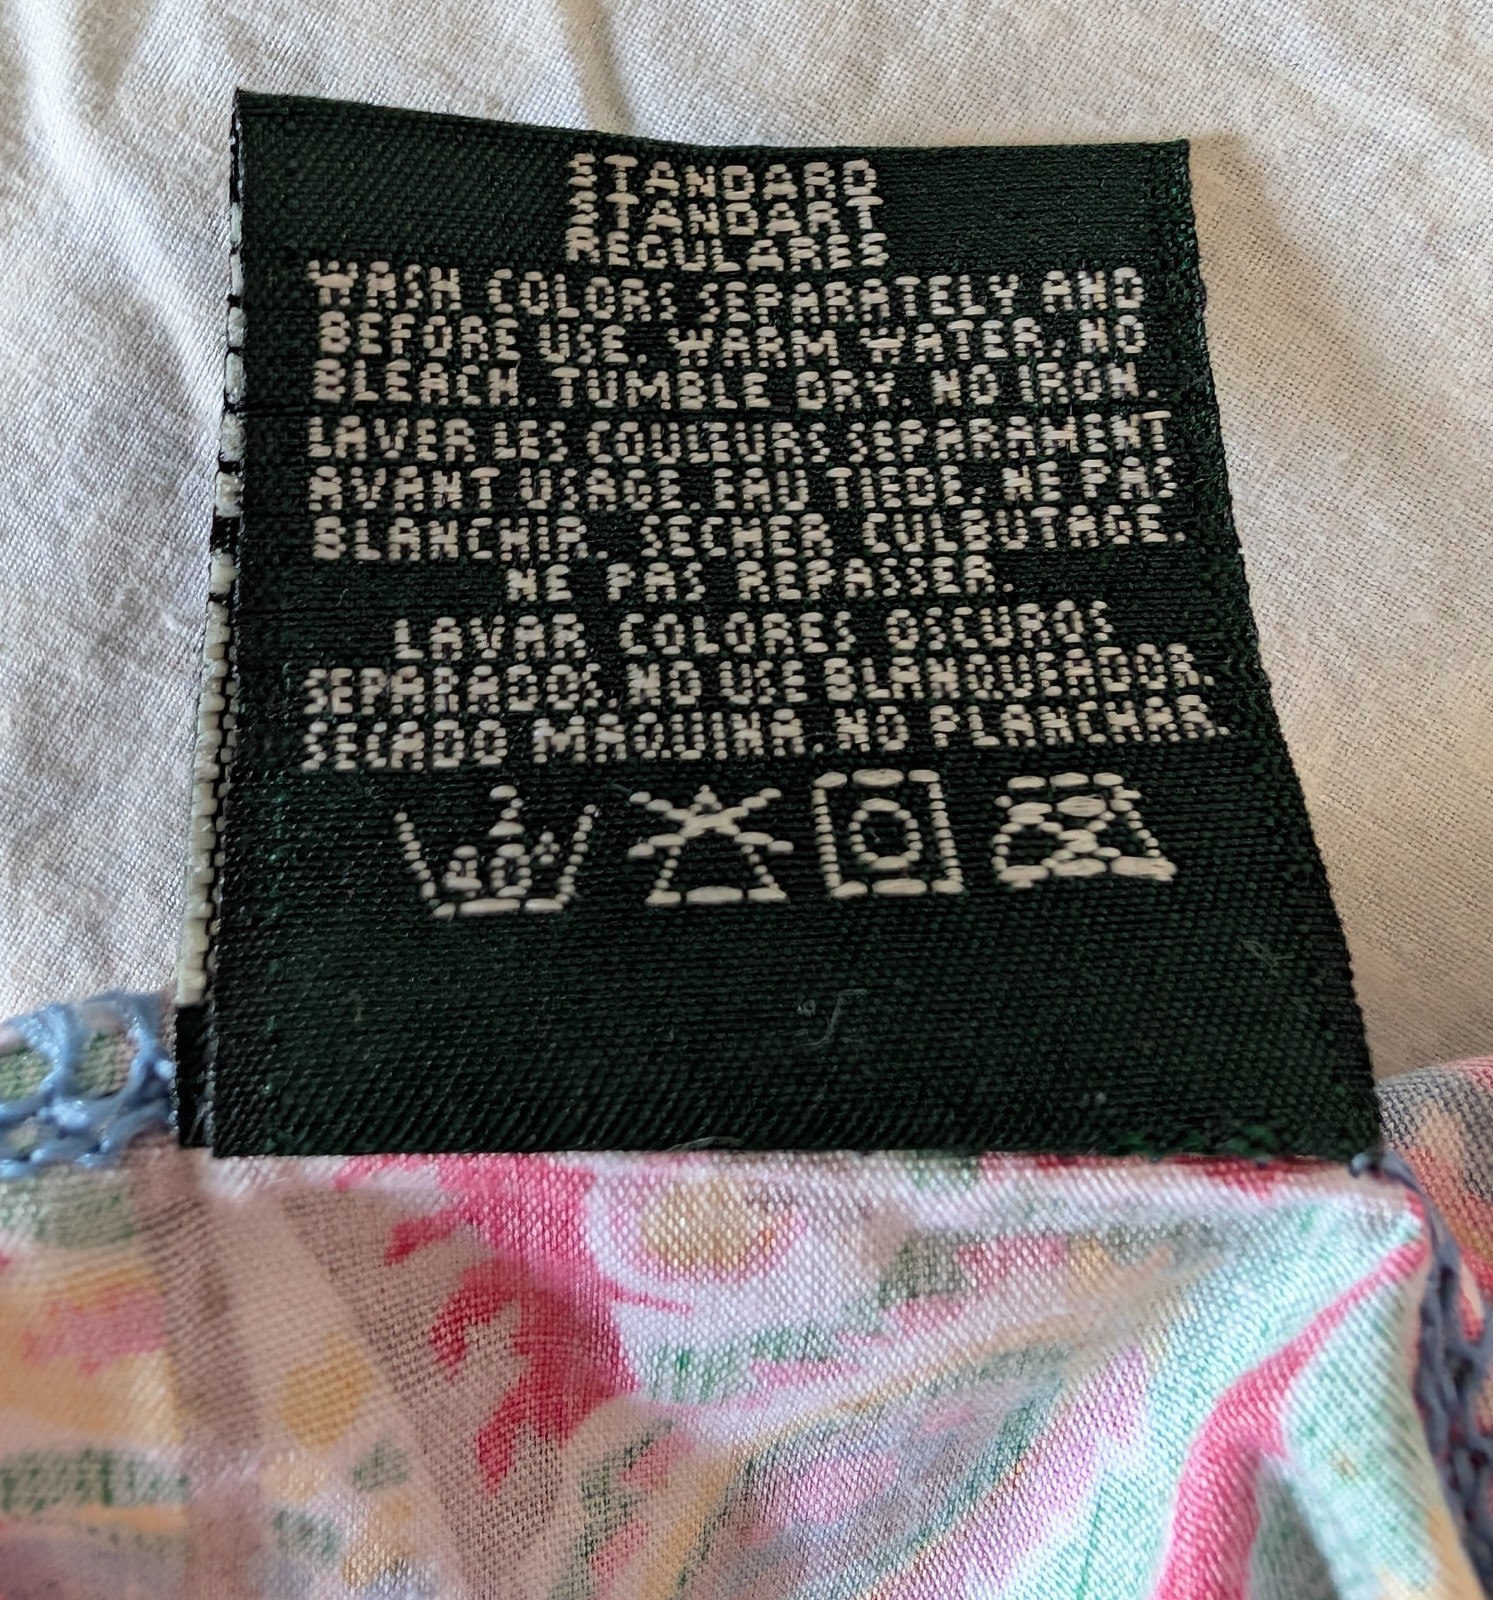 STANDARD
STANDART
REGULARES
WASH COLORS SEPARATELY AND
BEFORE USE. WARM WATER. NO
BLEACH. TUMBLE DRY. NO IRON.
LAVER LES COULEURS SEPARAMENT
AVANT USAGE. EAU TIEDE. NE PAS
BLANCHIR. SECHER CULBUTAGE.
NE PAS REPASSER.
LAVAR COLORES OSCUROS
SEPARADOS. NO USE BLANQUEADOR.
SECADO MAQUINA. NO PLANCHAR.
40°